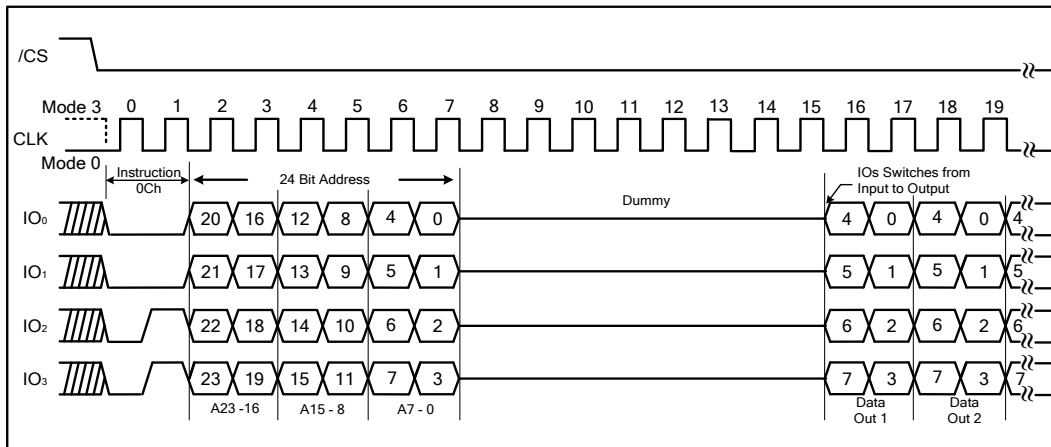 /CS
Mode 3 0 1 2 3 4 5 6 7 8 9 10 11 12 13 14 15 16 17 18 19
CLK
Mode 0
Instruction
0Ch
24 Bit Address
Dummy
IOs Switches from
Input to Output
IO0 20 16 12 8 4 0 4 0 4 0 4
IO1 21 17 13 9 5 1 5 1 5 1 5
IO2 22 18 14 10 6 2 6 2 6 2 6
IO3 23 19 15 11 7 3 7 3 7 3 7
A23 -16 A15 - 8 A7 - 0
Data
Out 1
Data
Out 2